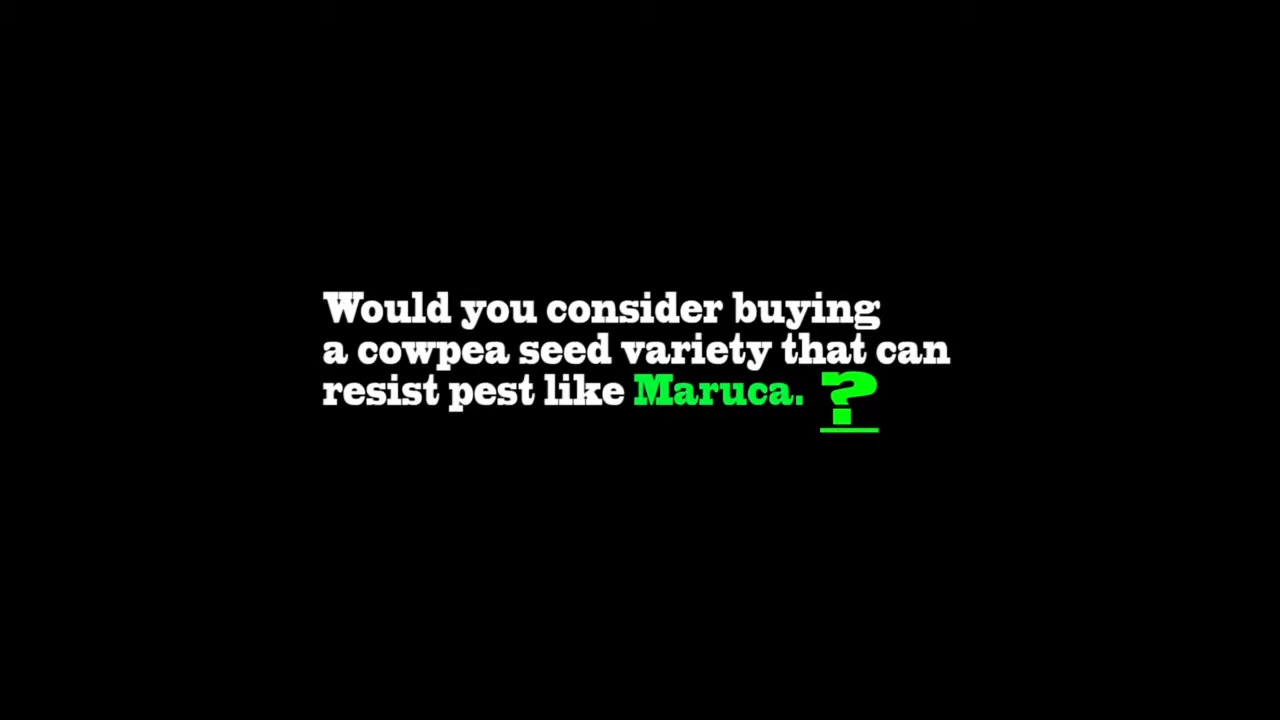 Would you consider buying
a cowpea seed variety that can
resist pest like Maruca. ?